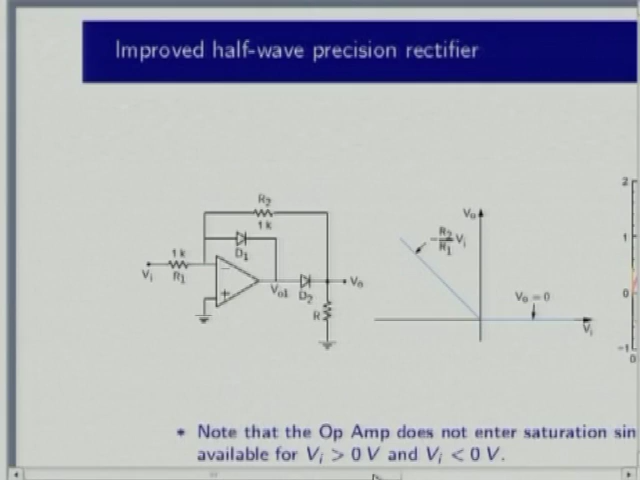 Improved half-wave precision rectifier
R2
1 k
D1
1 k
Vi
R1
−
+
Vo1
D2
Vo
R
Vo
−R2/R1 Vi
Vo = 0
Vi
2
1
0
−1
0
* Note that the Op Amp does not enter saturation sin
available for Vi > 0 V and Vi < 0 V.